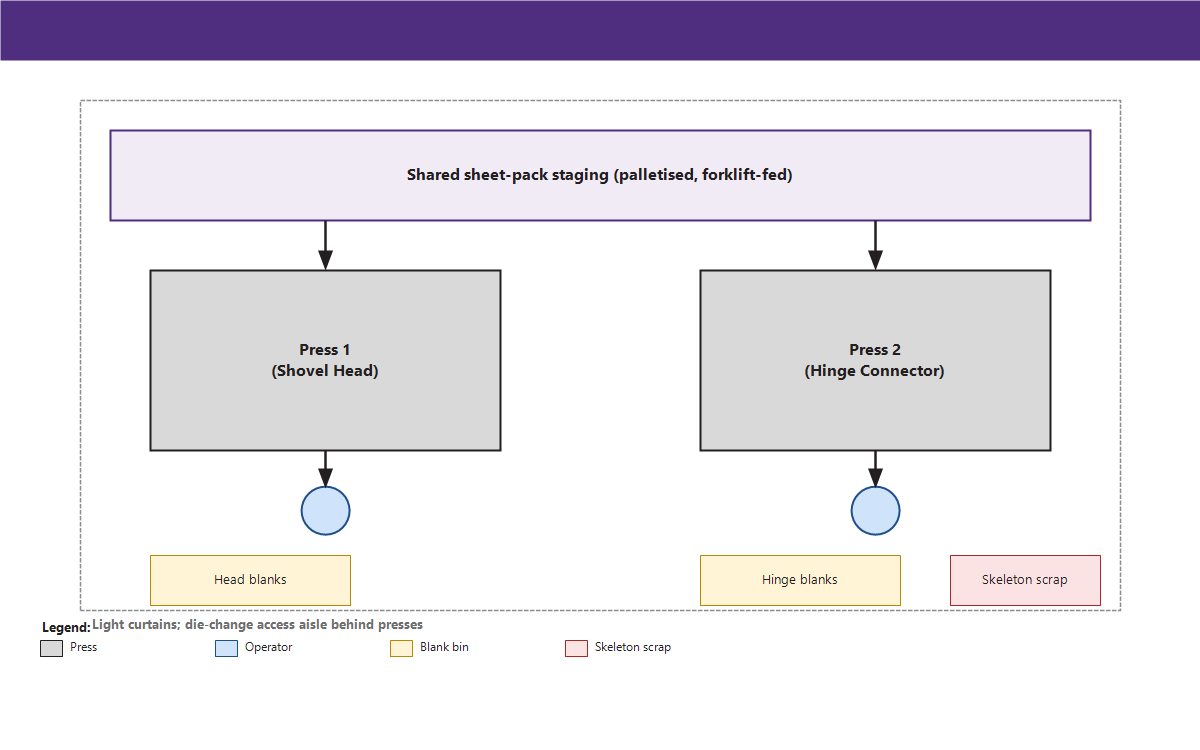 Shared sheet-pack staging (palletised, forklift-fed)
Press 1
(Shovel Head)
Press 2
(Hinge Connector)
Head blanks
Hinge blanks
Skeleton scrap
Light curtains; die-change access aisle behind presses
Legend:
Press
Operator
Blank bin
Skeleton scrap